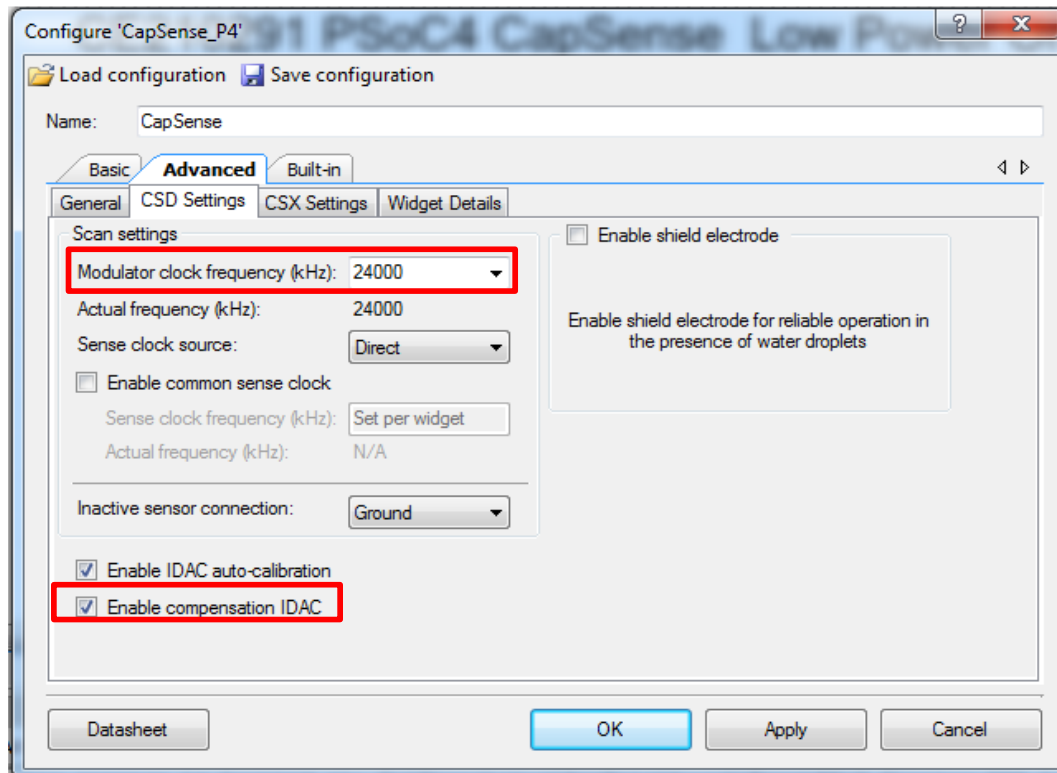 Configure 'CapSense_P4'
291 PSoC4 CapSense Low
Load configuration Save configuration
Name: CapSense
Basic Advanced Built-in
General CSD Settings CSX Settings Widget Details
Scan settings
Enable shield electrode
Modulator clock frequency (kHz): 24000
Actual frequency (kHz): 24000
Enable shield electrode for reliable operation in
the presence of water droplets
Sense clock source: Direct
Enable common sense clock
Sense clock frequency (kHz): Set per widget
Actual frequency (kHz): N/A
Inactive sensor connection: Ground
Enable IDAC auto-calibration
Enable compensation IDAC
Datasheet OK Apply Cancel